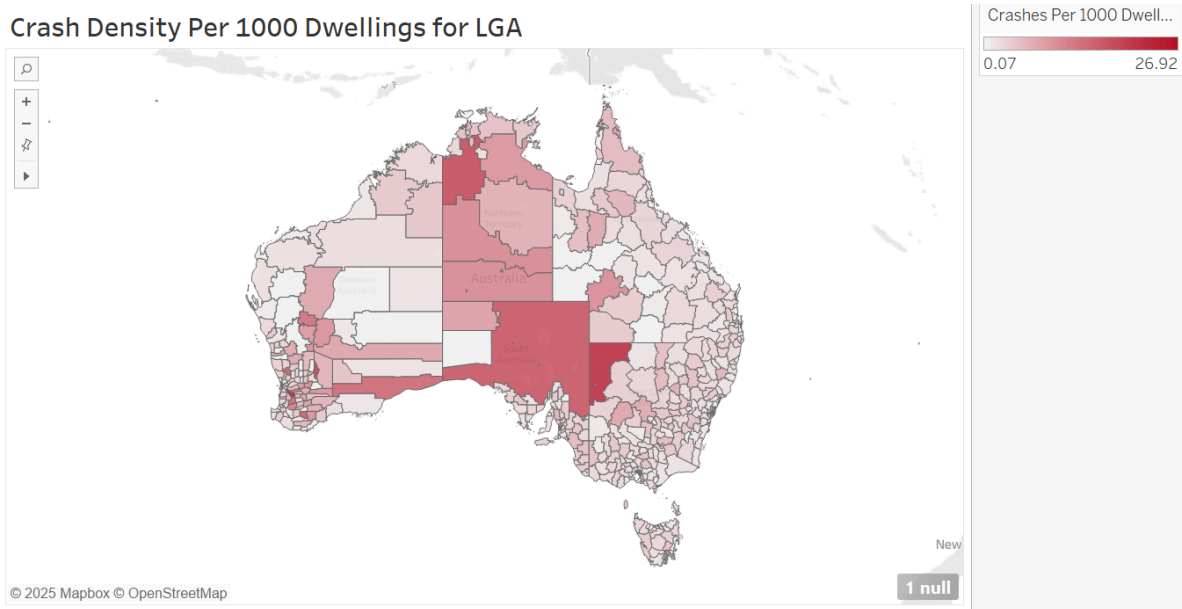 Crash Density Per 1000 Dwellings for LGA
Crashes Per 1000 Dwell...
0.07 26.92
Northern
Territory
Western
Australia
Australia
South
Australia
New
1 null
© 2025 Mapbox © OpenStreetMap